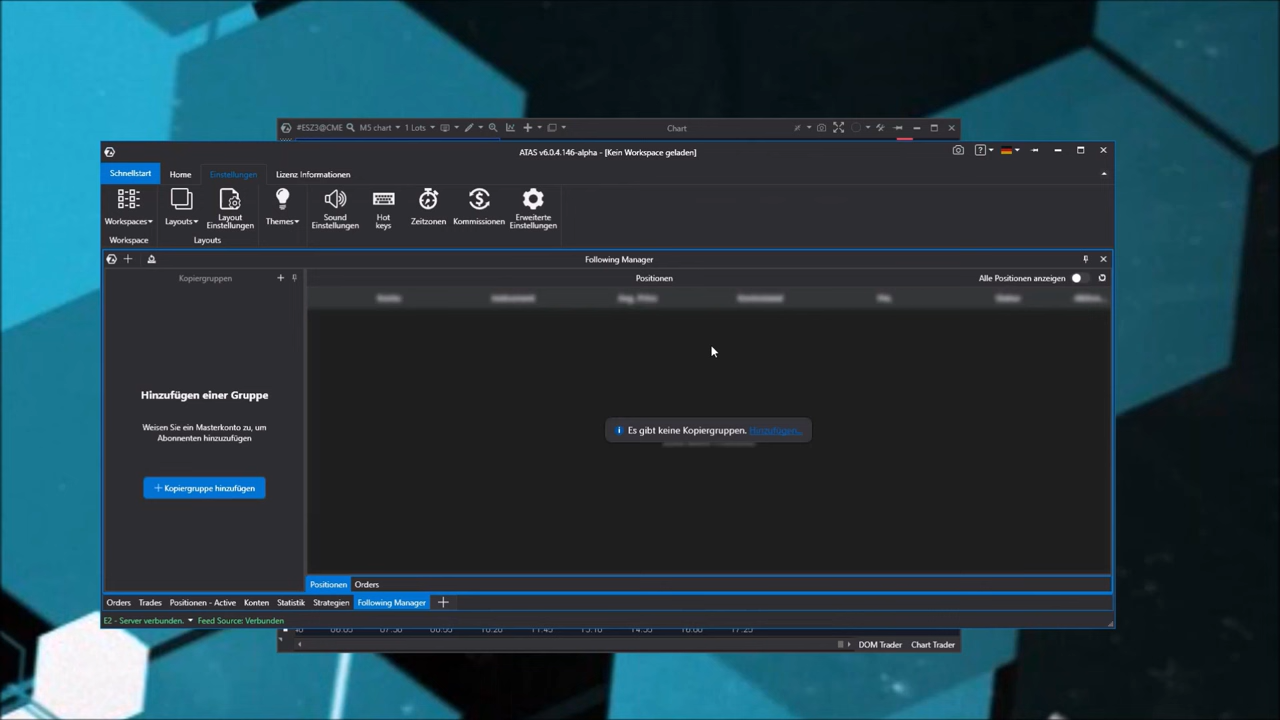 #ESZ3@CME M5 chart 1 Lots Chart
ATAS v6.0.4.146-alpha - [Kein Workspace geladen]
Schnellstart Home Einstellungen Lizenz Informationen
Workspaces Layouts Layout Einstellungen Themes Sound Einstellungen Hot keys Zeitzonen Kommissionen Erweiterte Einstellungen
Workspace Layouts
Following Manager
Kopiergruppen Positionen Alle Positionen anzeigen
Hinzufügen einer Gruppe
Weisen Sie ein Masterkonto zu, um
Abonnenten hinzuzufügen
Es gibt keine Kopiergruppen. Hinzufügen...
+ Kopiergruppe hinzufügen
Positionen Orders
Orders Trades Positionen - Active Konten Statistik Strategien Following Manager
E2 - Server verbunden. Feed Source: Verbunden
DOM Trader Chart Trader